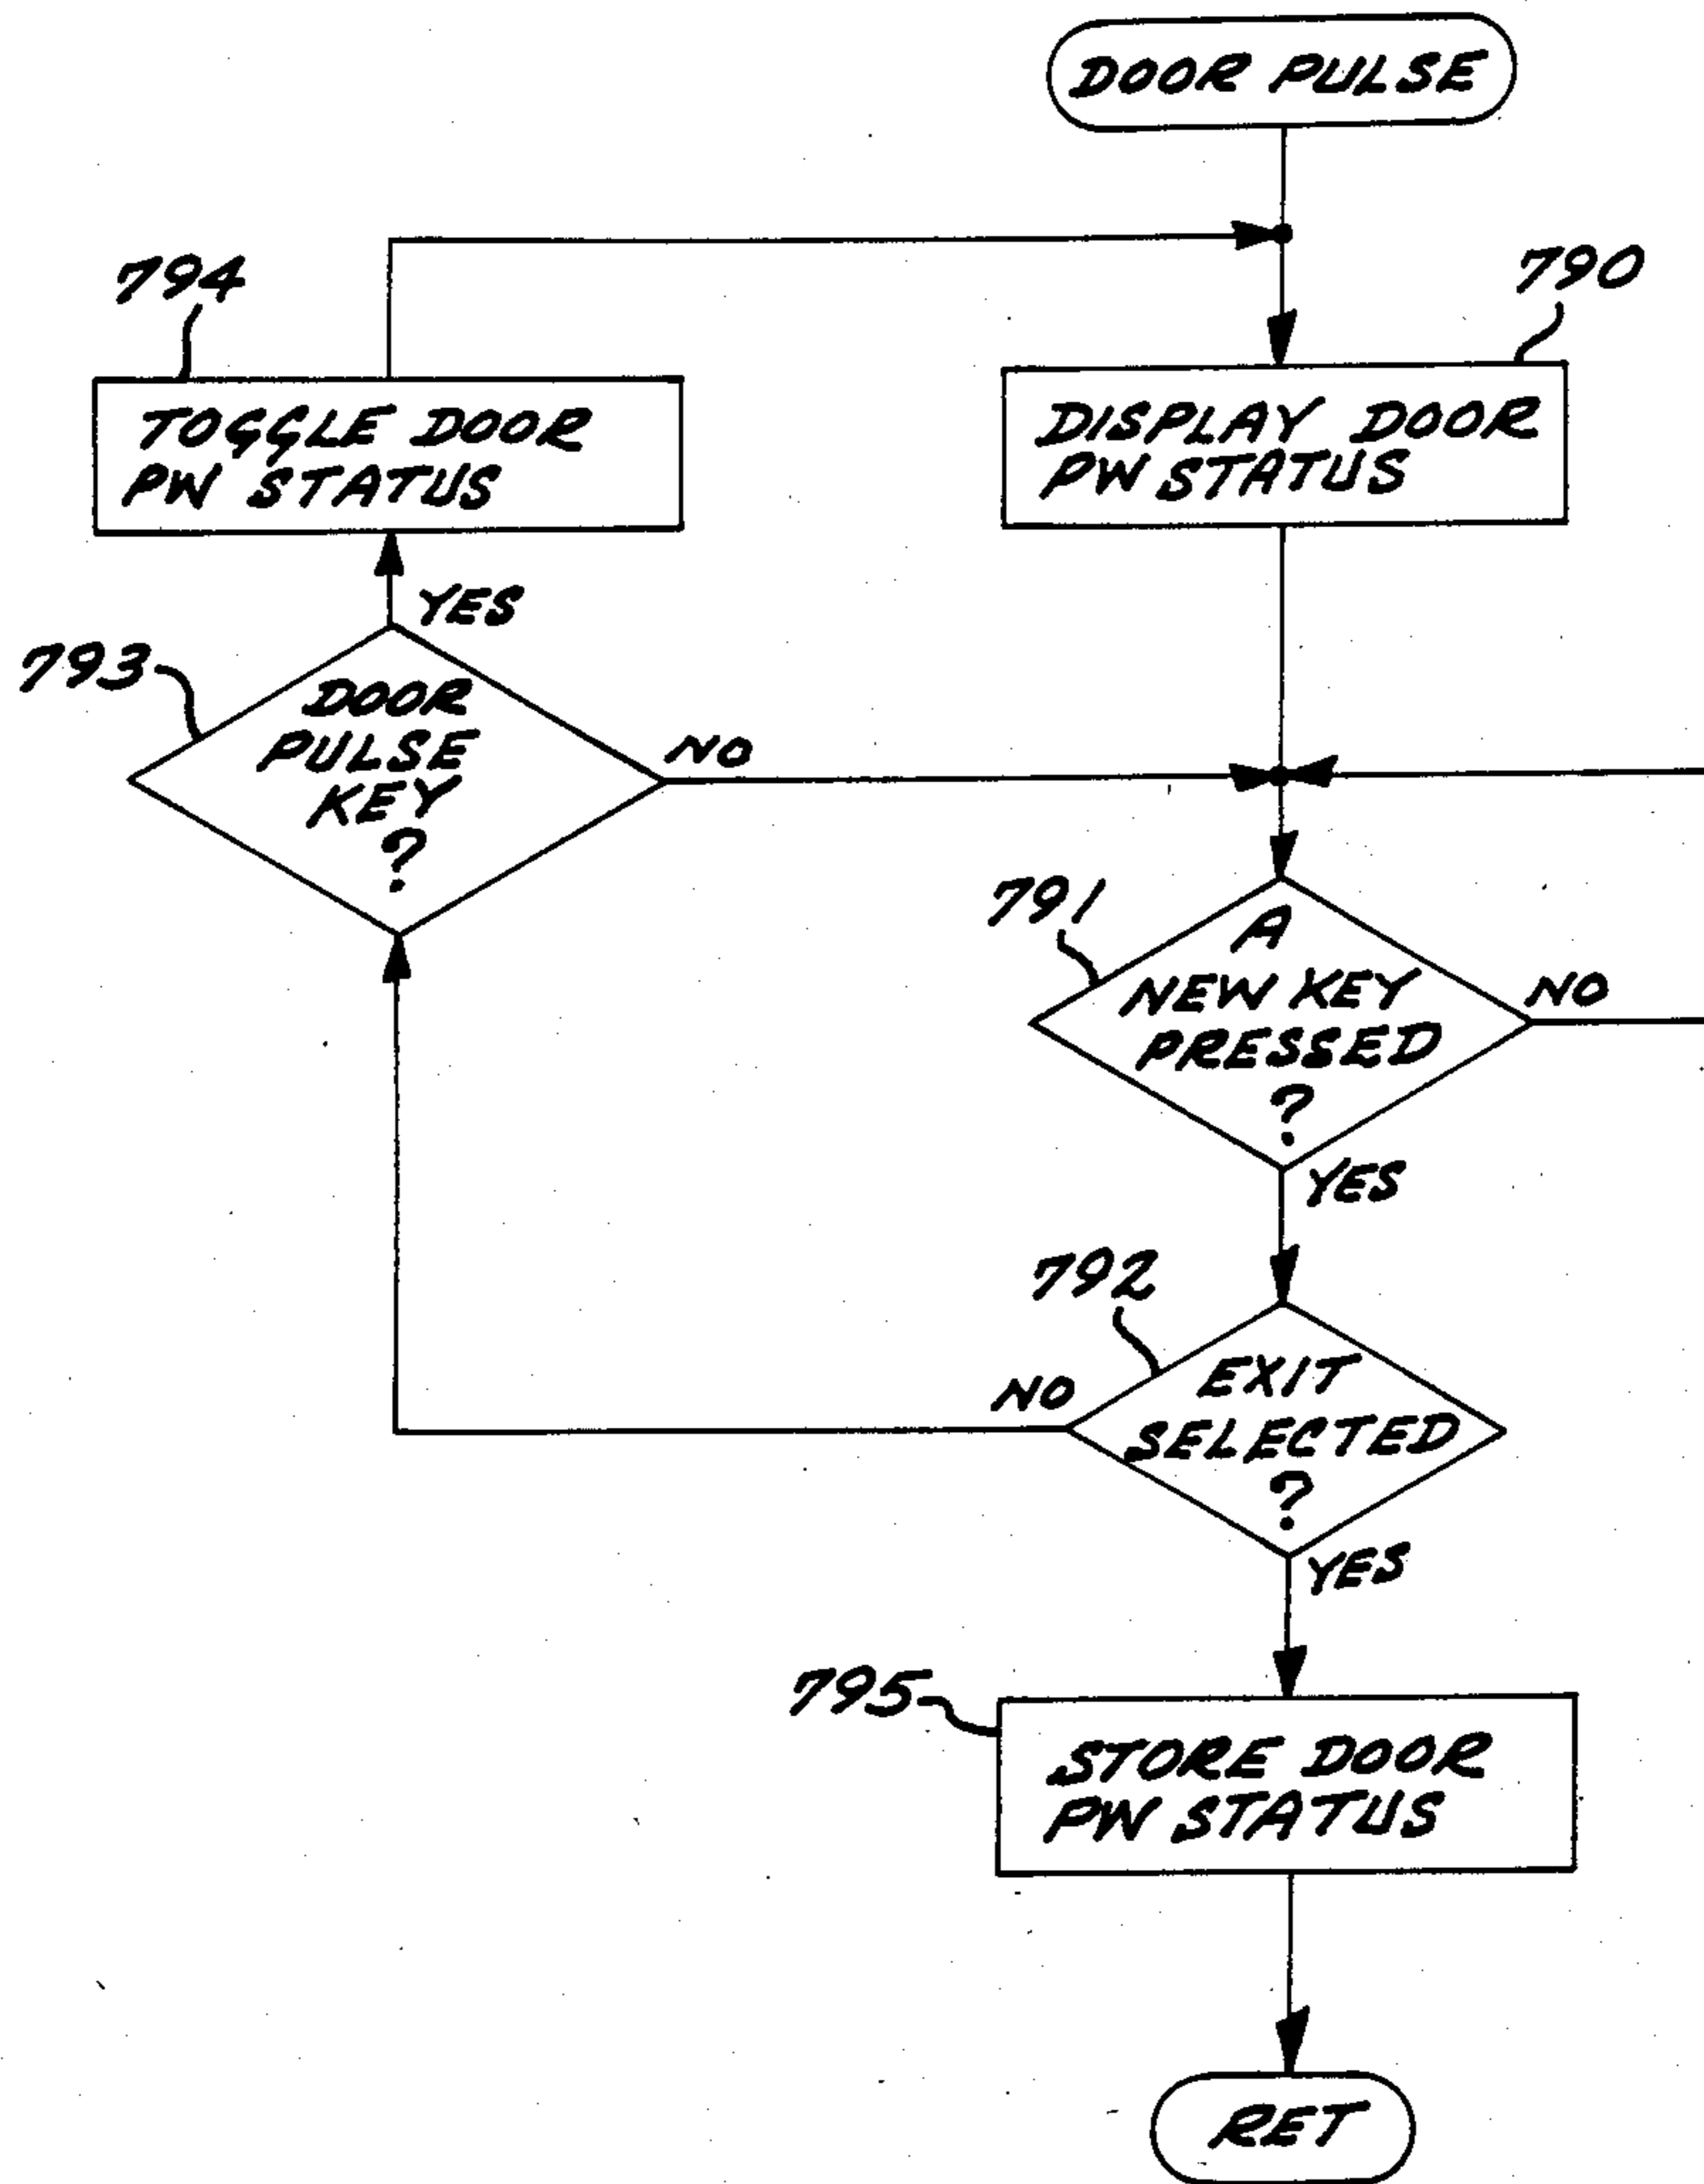 DOOR PULSE
794
790
TOGGLE DOOR
PW STATUS
DISPLAY DOOR
PW STATUS
YES
793
DOOR
PULSE
KEY
?
NO
791
A
NEW KEY
PRESSED
?
NO
YES
792
NO
EXIT
SELECTED
?
YES
795
STORE DOOR
PW STATUS
RET